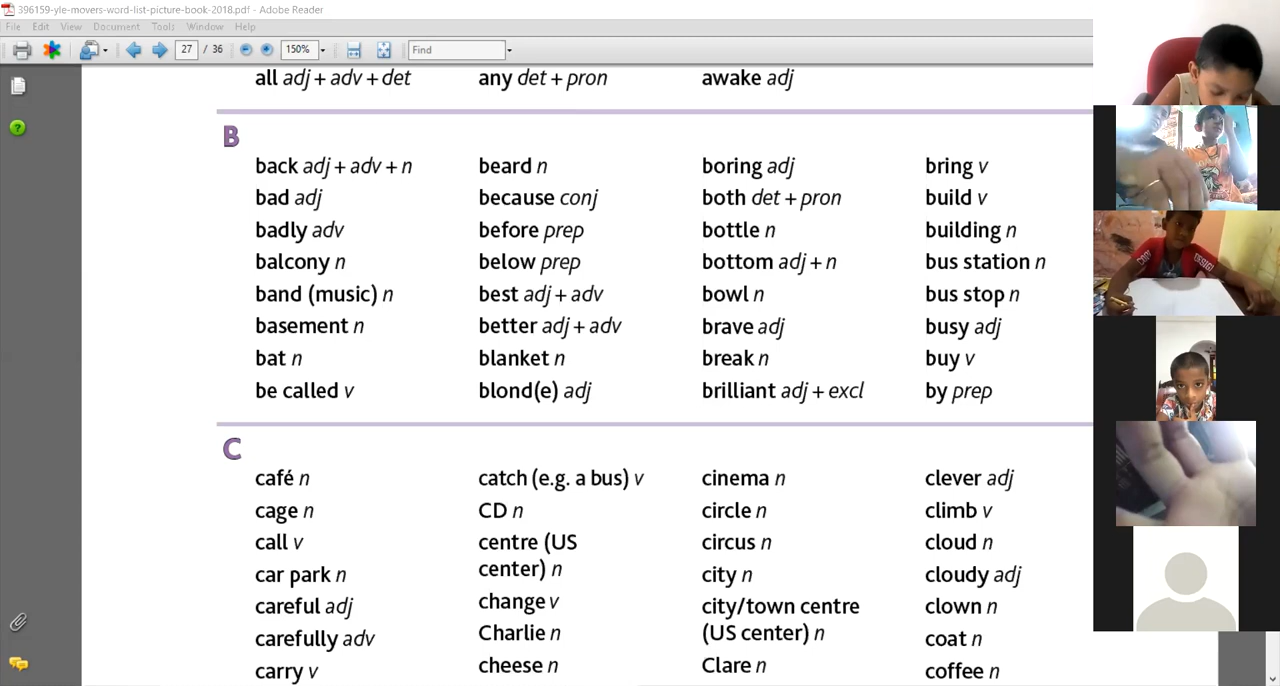 396159-yle-movers-word-list-picture-book-2018.pdf - Adobe Reader
File Edit View Document Tools Window Help
27 / 36 150% Find
all adj + adv + det any det + pron awake adj
B
back adj + adv + n beard n boring adj bring v
bad adj because conj both det + pron build v
badly adv before prep bottle n building n
balcony n below prep bottom adj + n bus station n
band (music) n best adj + adv bowl n bus stop n
basement n better adj + adv brave adj busy adj
bat n blanket n break n buy v
be called v blond(e) adj brilliant adj + excl by prep
C
café n catch (e.g. a bus) v cinema n clever adj
cage n CD n circle n climb v
call v centre (US circus n cloud n
car park n center) n city n cloudy adj
careful adj change v city/town centre clown n
carefully adv Charlie n (US center) n coat n
carry v cheese n Clare n coffee n